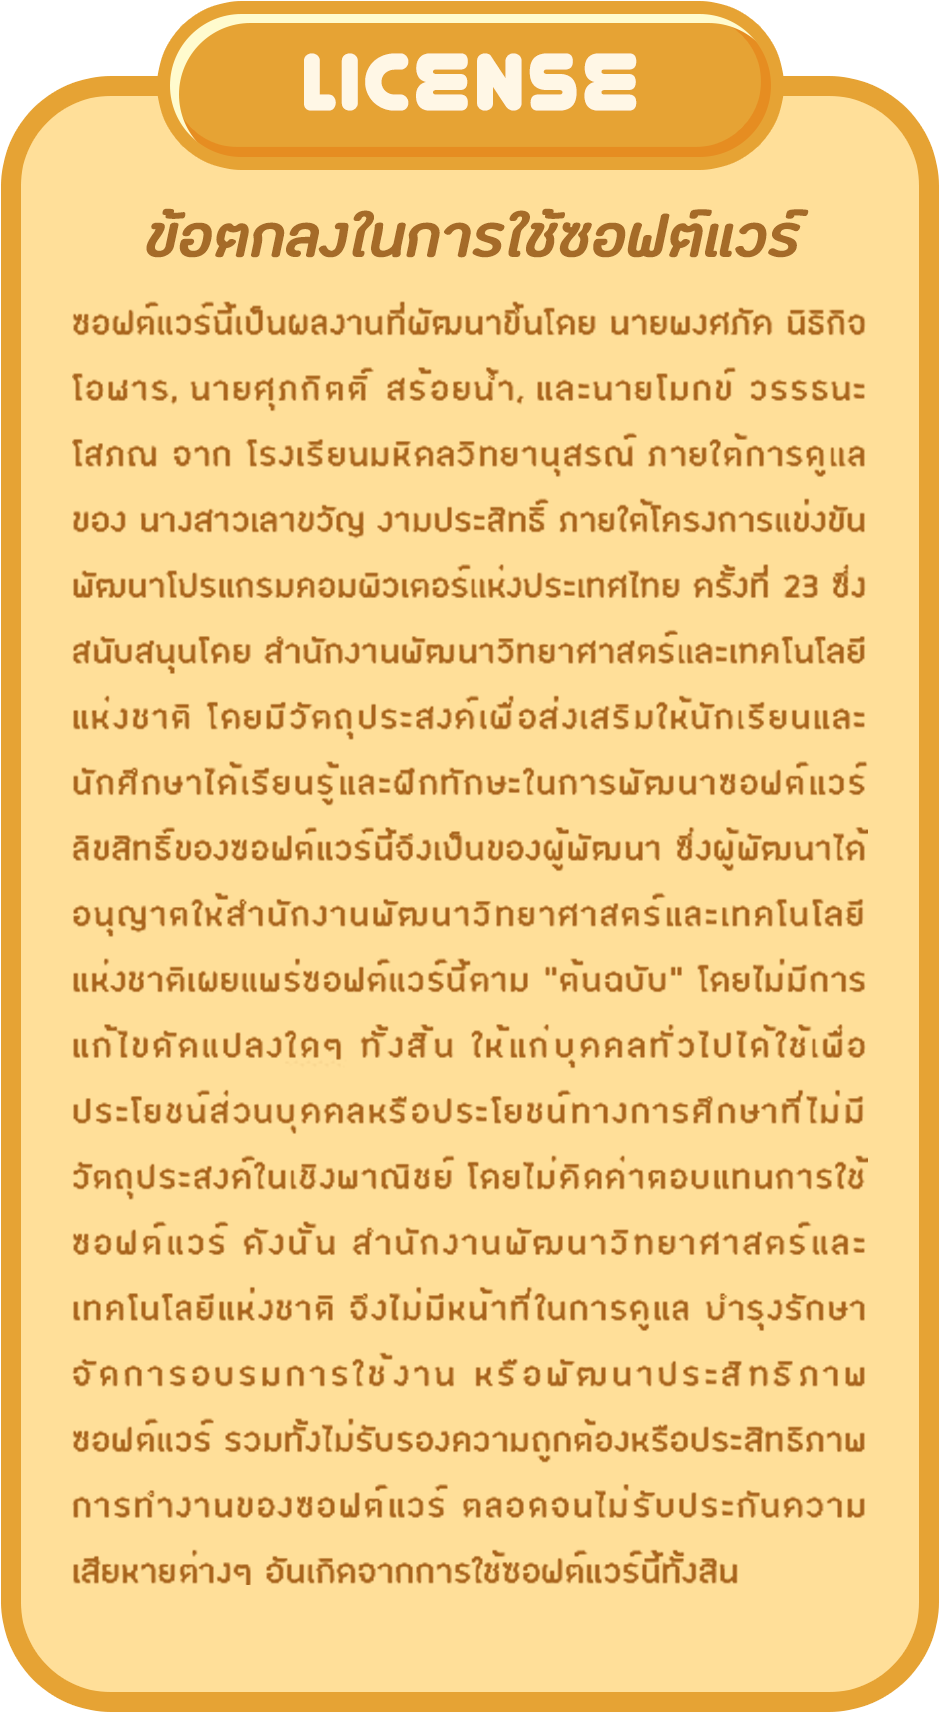 LICENSE
ข้อตกลงในการใช้ซอฟต์แวร์
ซอฟต์แวร์นี้เป็นผลงานที่พัฒนาขึ้นโดย นายพงศภัค นิธิกิจ
โอฬาร, นายศุภกิตติ์ สร้อยน้ำ, และนายโมกข์ วรรธนะ
โสภณ จาก โรงเรียนมหิดลวิทยานุสรณ์ ภายใต้การดูแล
ของ นางสาวเลาขวัญ งามประสิทธิ์ ภายใต้โครงการแข่งขัน
พัฒนาโปรแกรมคอมพิวเตอร์แห่งประเทศไทย ครั้งที่ 23 ซึ่ง
สนับสนุนโดย สำนักงานพัฒนาวิทยาศาสตร์และเทคโนโลยี
แห่งชาติ โดยมีวัตถุประสงค์เพื่อส่งเสริมให้นักเรียนและ
นักศึกษาได้เรียนรู้และฝึกทักษะในการพัฒนาซอฟต์แวร์
ลิขสิทธิ์ของซอฟต์แวร์นี้จึงเป็นของผู้พัฒนา ซึ่งผู้พัฒนาได้
อนุญาตให้สำนักงานพัฒนาวิทยาศาสตร์และเทคโนโลยี
แห่งชาติเผยแพร่ซอฟต์แวร์นี้ตาม "ต้นฉบับ" โดยไม่มีการ
แก้ไขดัดแปลงใดๆ ทั้งสิ้น ให้แก่บุคคลทั่วไปได้ใช้เพื่อ
ประโยชน์ส่วนบุคคลหรือประโยชน์ทางการศึกษาที่ไม่มี
วัตถุประสงค์ในเชิงพาณิชย์ โดยไม่คิดค่าตอบแทนการใช้
ซอฟต์แวร์ ดังนั้น สำนักงานพัฒนาวิทยาศาสตร์และ
เทคโนโลยีแห่งชาติ จึงไม่มีหน้าที่ในการดูแล บำรุงรักษา
จัดการอบรมการใช้งาน หรือพัฒนาประสิทธิภาพ
ซอฟต์แวร์ รวมทั้งไม่รับรองความถูกต้องหรือประสิทธิภาพ
การทำงานของซอฟต์แวร์ ตลอดจนไม่รับประกันความ
เสียหายต่างๆ อันเกิดจากการใช้ซอฟต์แวร์นี้ทั้งสิน